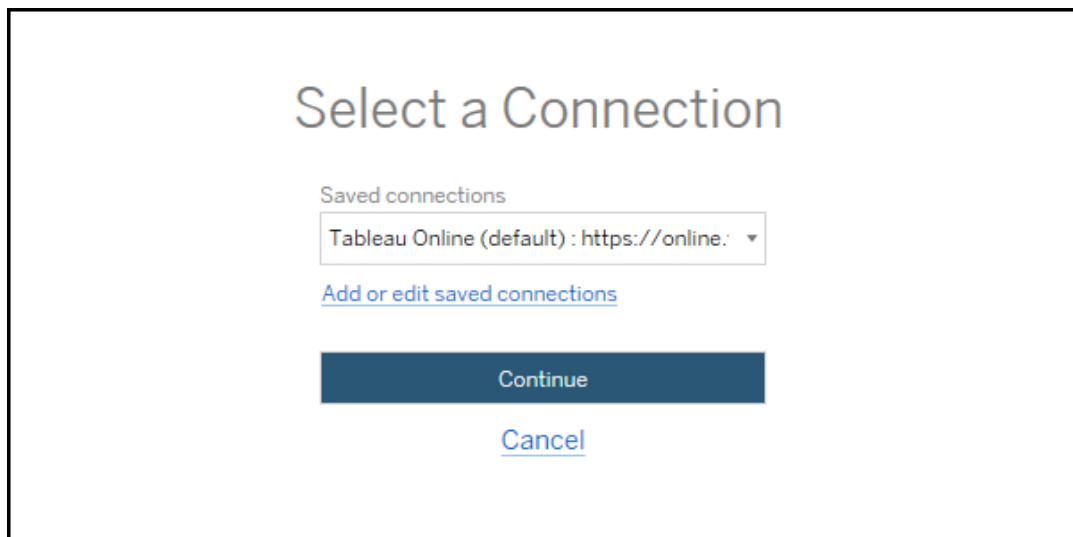 Select a Connection
Saved connections
Tableau Online (default) : https://online.
Add or edit saved connections
Continue
Cancel